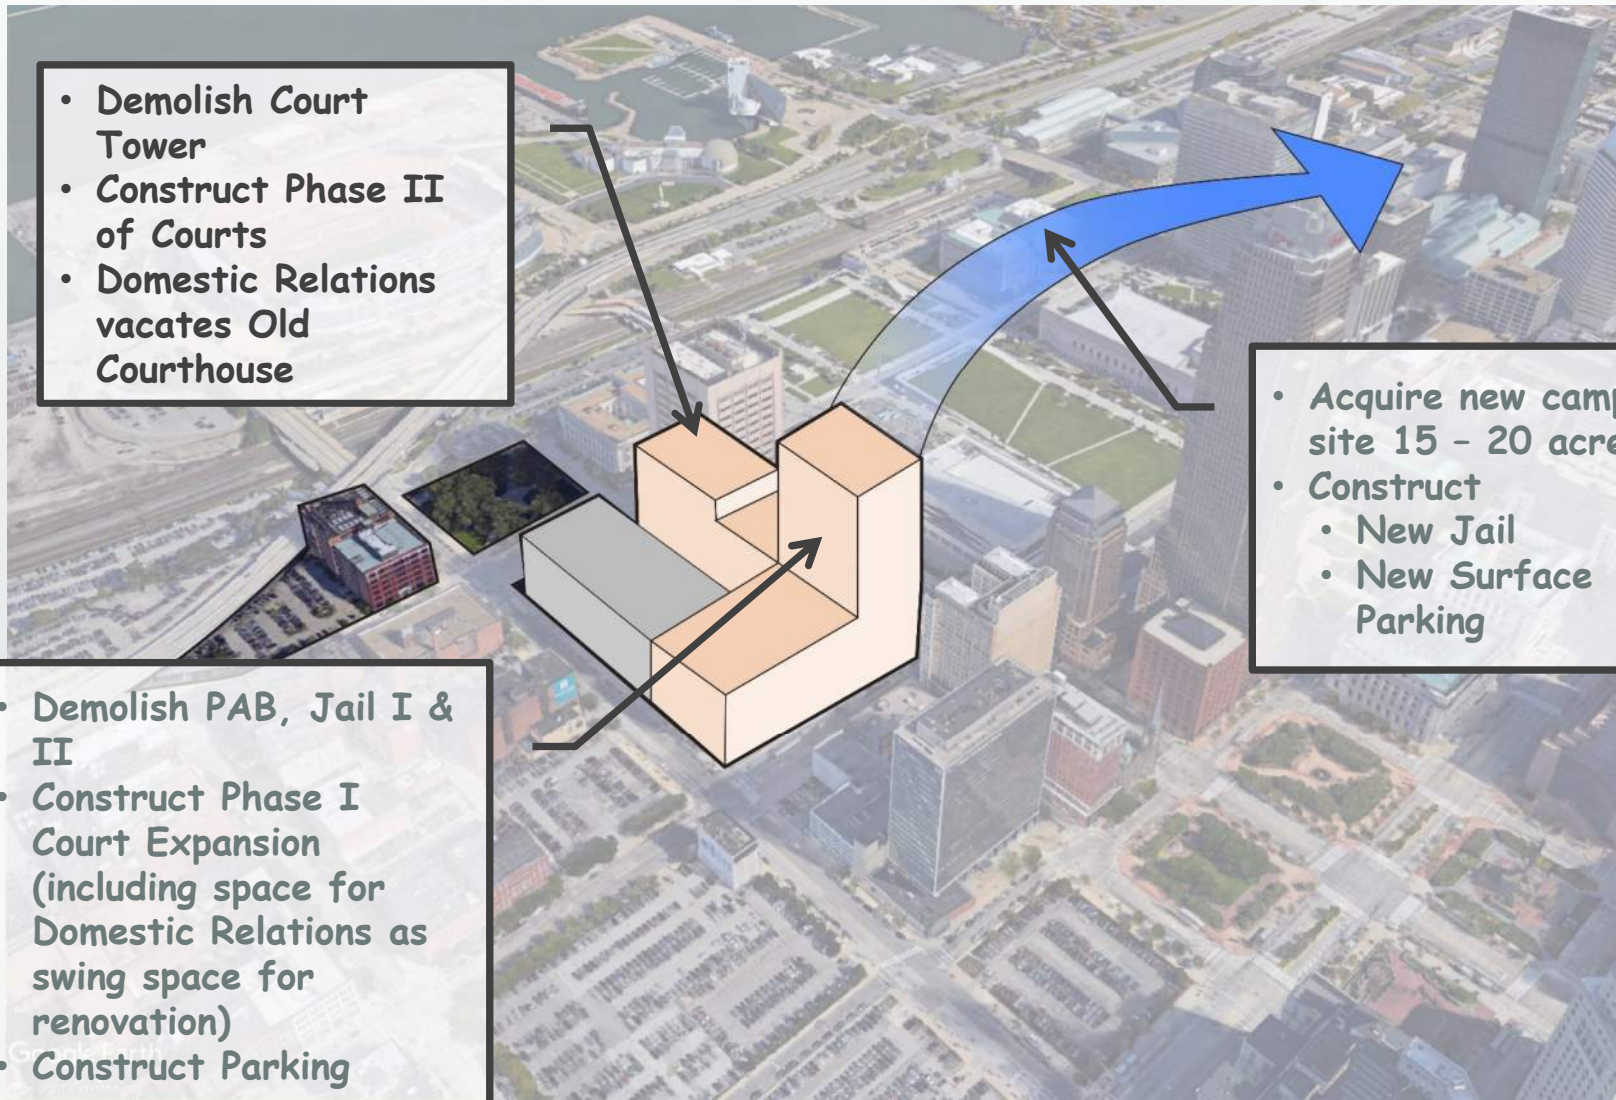 • Demolish Court
Tower
• Construct Phase II
of Courts
• Domestic Relations
vacates Old
Courthouse
• Acquire new
site 15 – 20
• Construct
• New Jail
• New Surface
Parking
• Demolish PAB, Jail I &
II
• Construct Phase I
Court Expansion
(including space for
Domestic Relations as
swing space for
renovation)
• Construct Parking
Google Earth